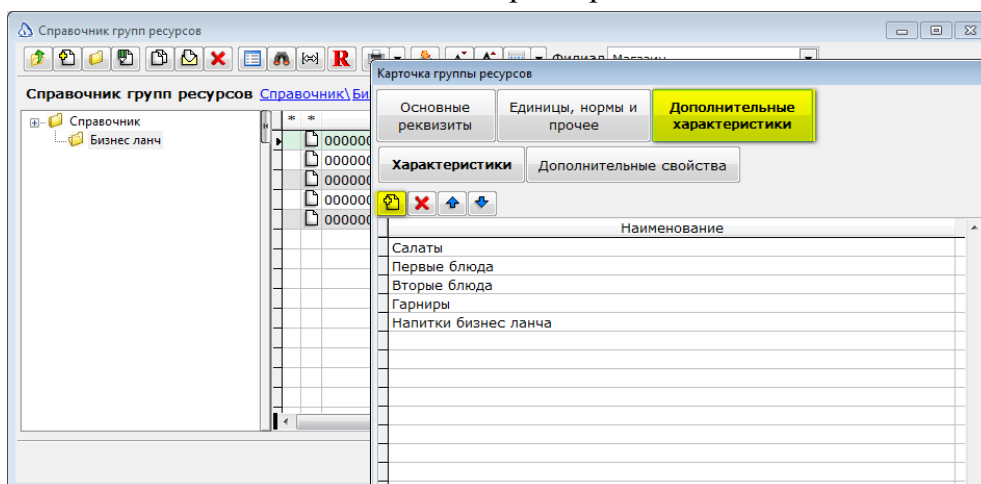 Справочник групп ресурсов
R
Филиал Магазин
Справочник групп ресурсов Справочник\Би
Справочник
Бизнес ланч
* *
000000
000000
000000
000000
000000
Карточка группы ресурсов
Основные реквизиты
Единицы, нормы и прочее
Дополнительные характеристики
Характеристики
Дополнительные свойства
Наименование
Салаты
Первые блюда
Вторые блюда
Гарниры
Напитки бизнес ланча